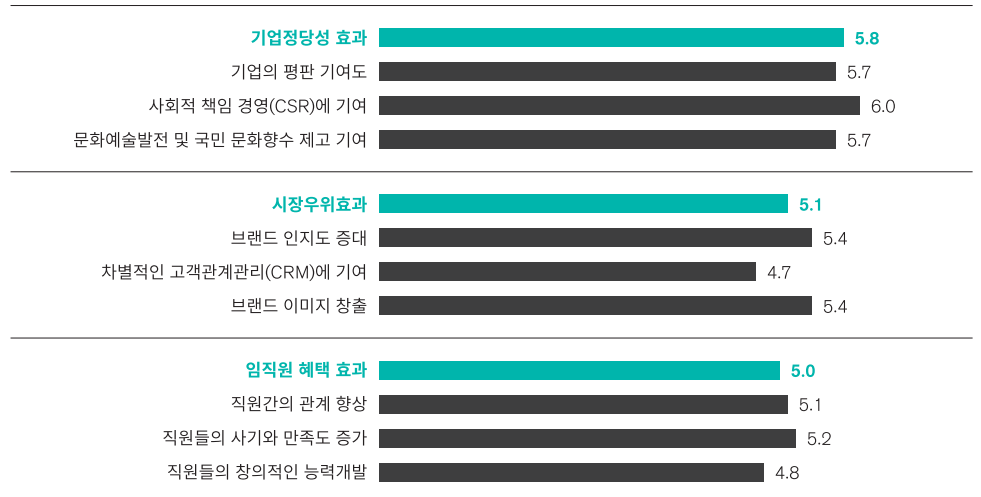 기업정당성 효과 5.8
기업의 평판 기여도 5.7
사회적 책임 경영(CSR)에 기여 6.0
문화예술발전 및 국민 문화향수 제고 기여 5.7
시장우위효과 5.1
브랜드 인지도 증대 5.4
차별적인 고객관계관리(CRM)에 기여 4.7
브랜드 이미지 창출 5.4
임직원 혜택 효과 5.0
직원간의 관계 향상 5.1
직원들의 사기와 만족도 증가 5.2
직원들의 창의적인 능력개발 4.8